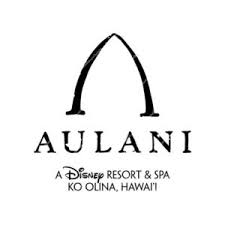 AULANI
A Disney RESORT & SPA
KO OLINA, HAWAI'I